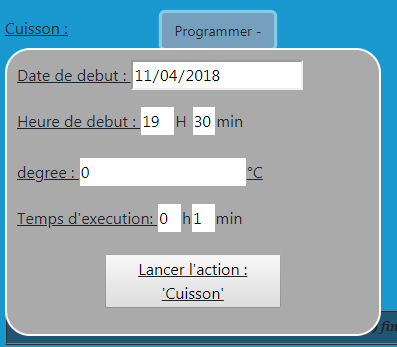 Cuisson :
Programmer -
Date de debut : 11/04/2018
Heure de debut : 19 H 30 min
degree : 0 °C
Temps d'execution: 0 h 1 min
Lancer l'action :
'Cuisson'